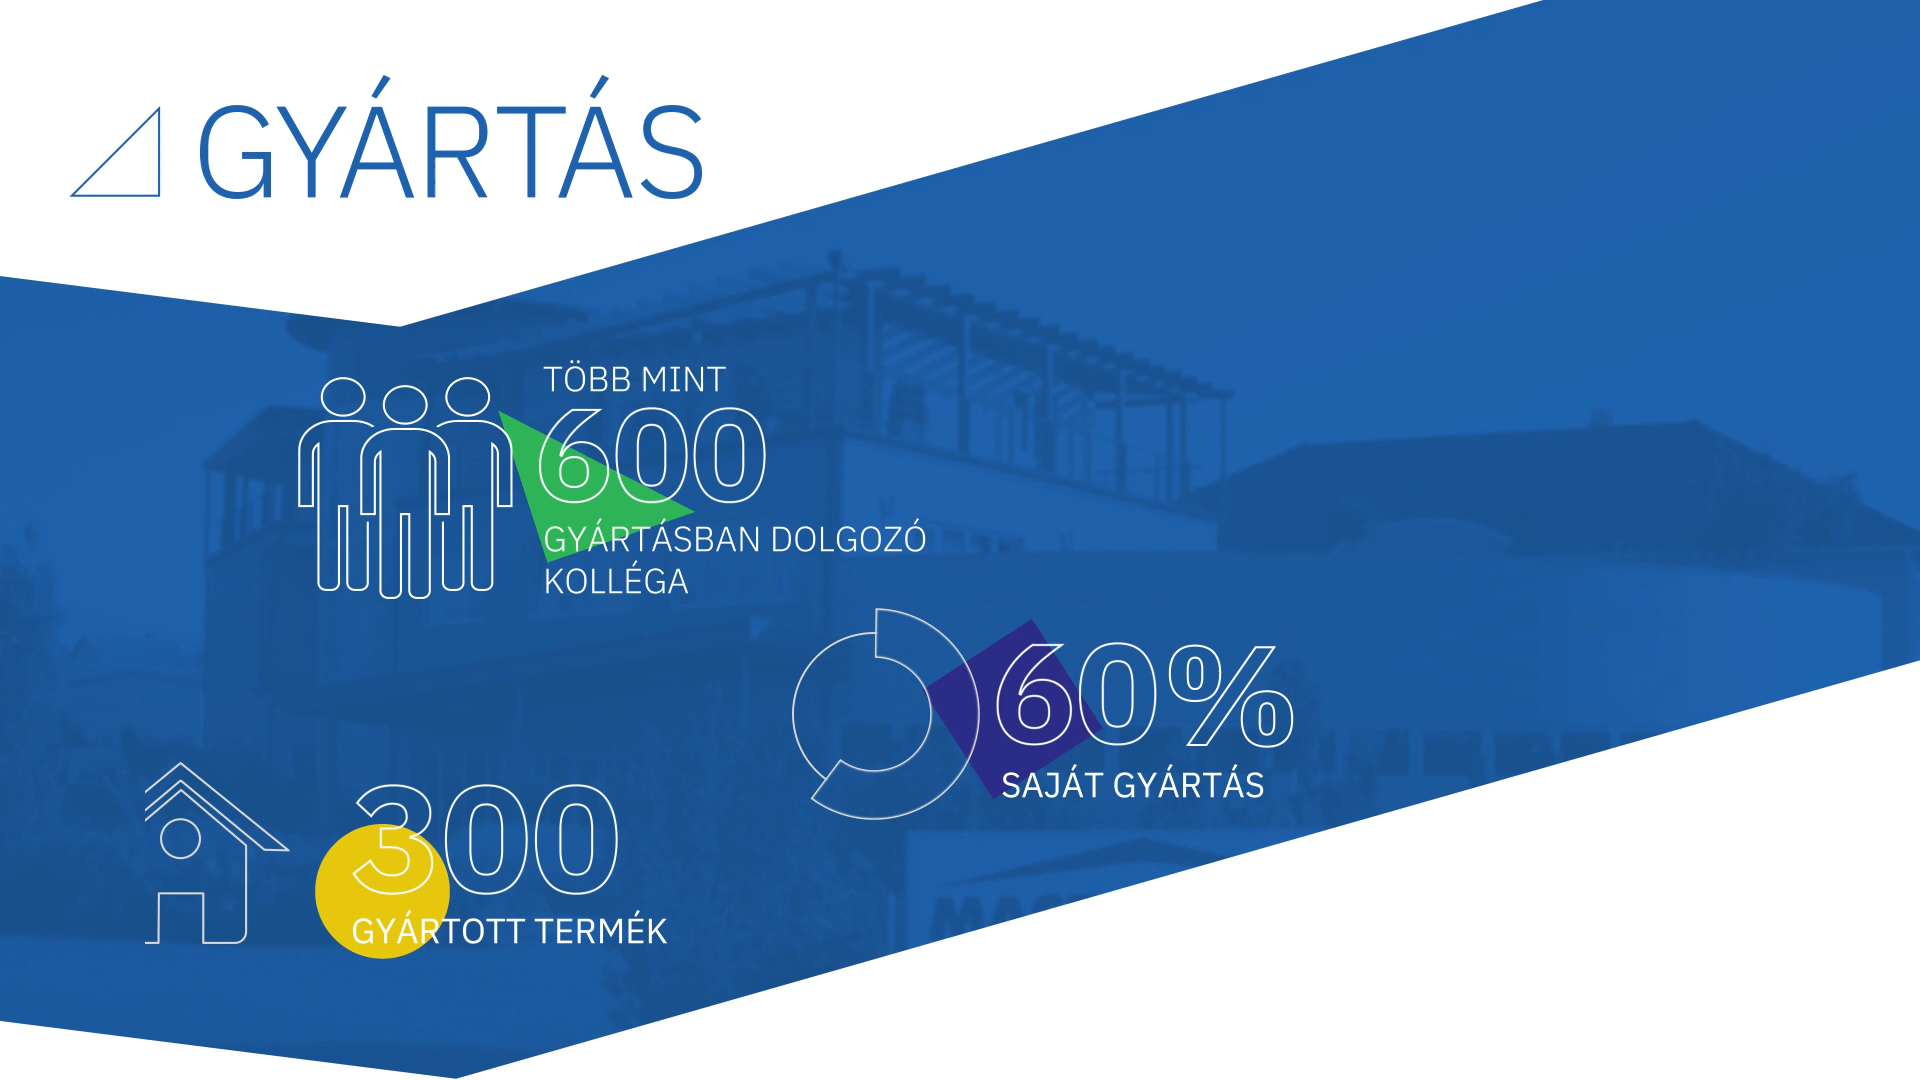 GYÁRTÁS
TÖBB MINT
600
GYÁRTÁSBAN DOLGOZÓ
KOLLÉGA
60%
SAJÁT GYÁRTÁS
300
GYÁRTOTT TERMÉK